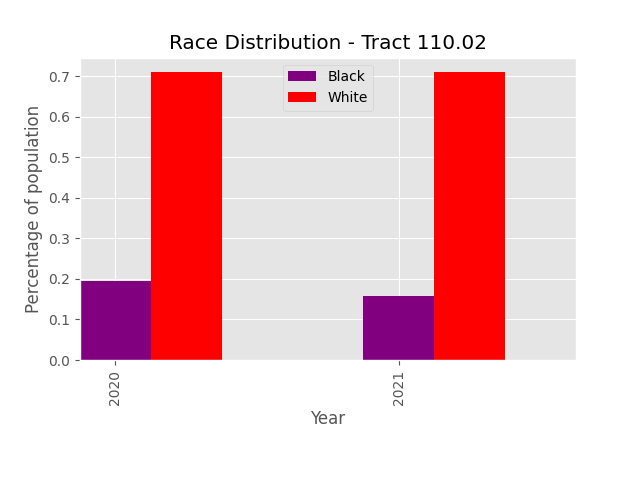 Race Distribution - Tract 110.02
Black
White
Percentage of population
0.7
0.6
0.5
0.4
0.3
0.2
0.1
0.0
2020
2021
Year